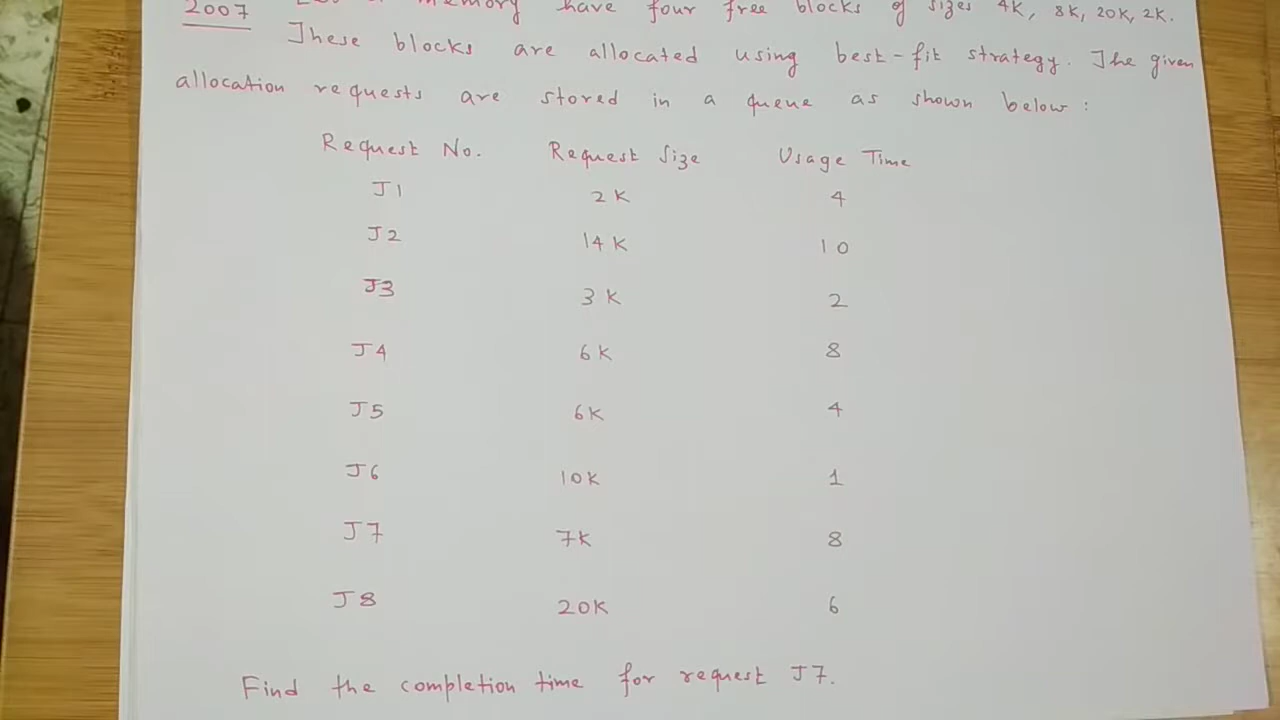 2007 memory have four free blocks of sizes 4K, 8K, 20K, 2K.
These blocks are allocated using best-fit strategy. The given
allocation requests are stored in a queue as shown below :
Request No. Request Size Usage Time
J1 2K 4
J2 14K 10
J3 3K 2
J4 6K 8
J5 6K 4
J6 10K 1
J7 7K 8
J8 20K 6
Find the completion time for request J7.